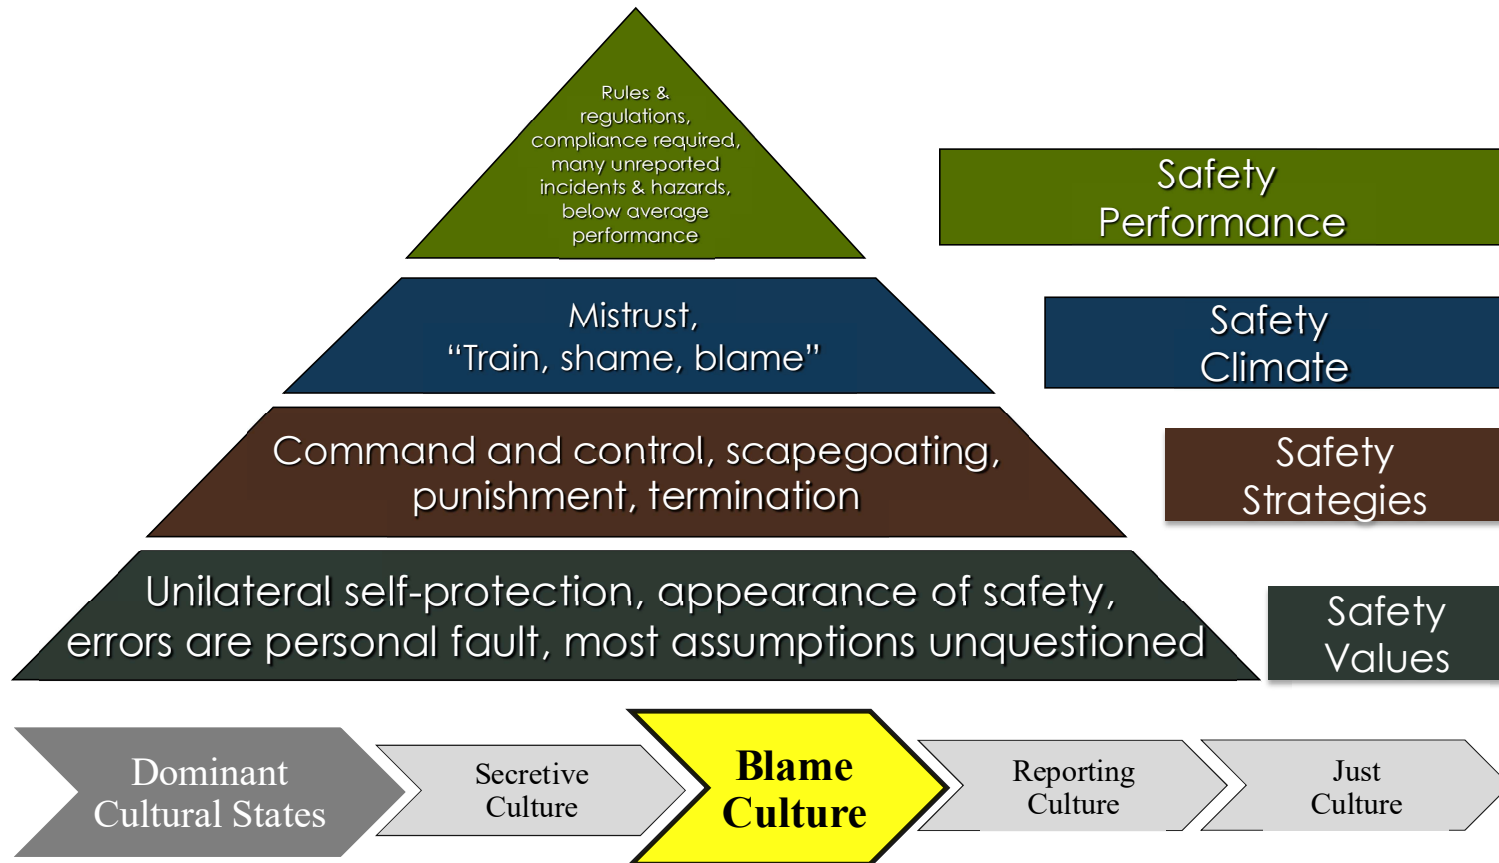 Rules &
regulations,
compliance required,
many unreported
incidents & hazards,
below average
performance
Safety
Performance
Mistrust,
“Train, shame, blame”
Safety
Climate
Command and control, scapegoating,
punishment, termination
Safety
Strategies
Unilateral self-protection, appearance of safety,
errors are personal fault, most assumptions unquestioned
Safety
Values
Dominant
Cultural States
Secretive
Culture
Blame
Culture
Reporting
Culture
Just
Culture